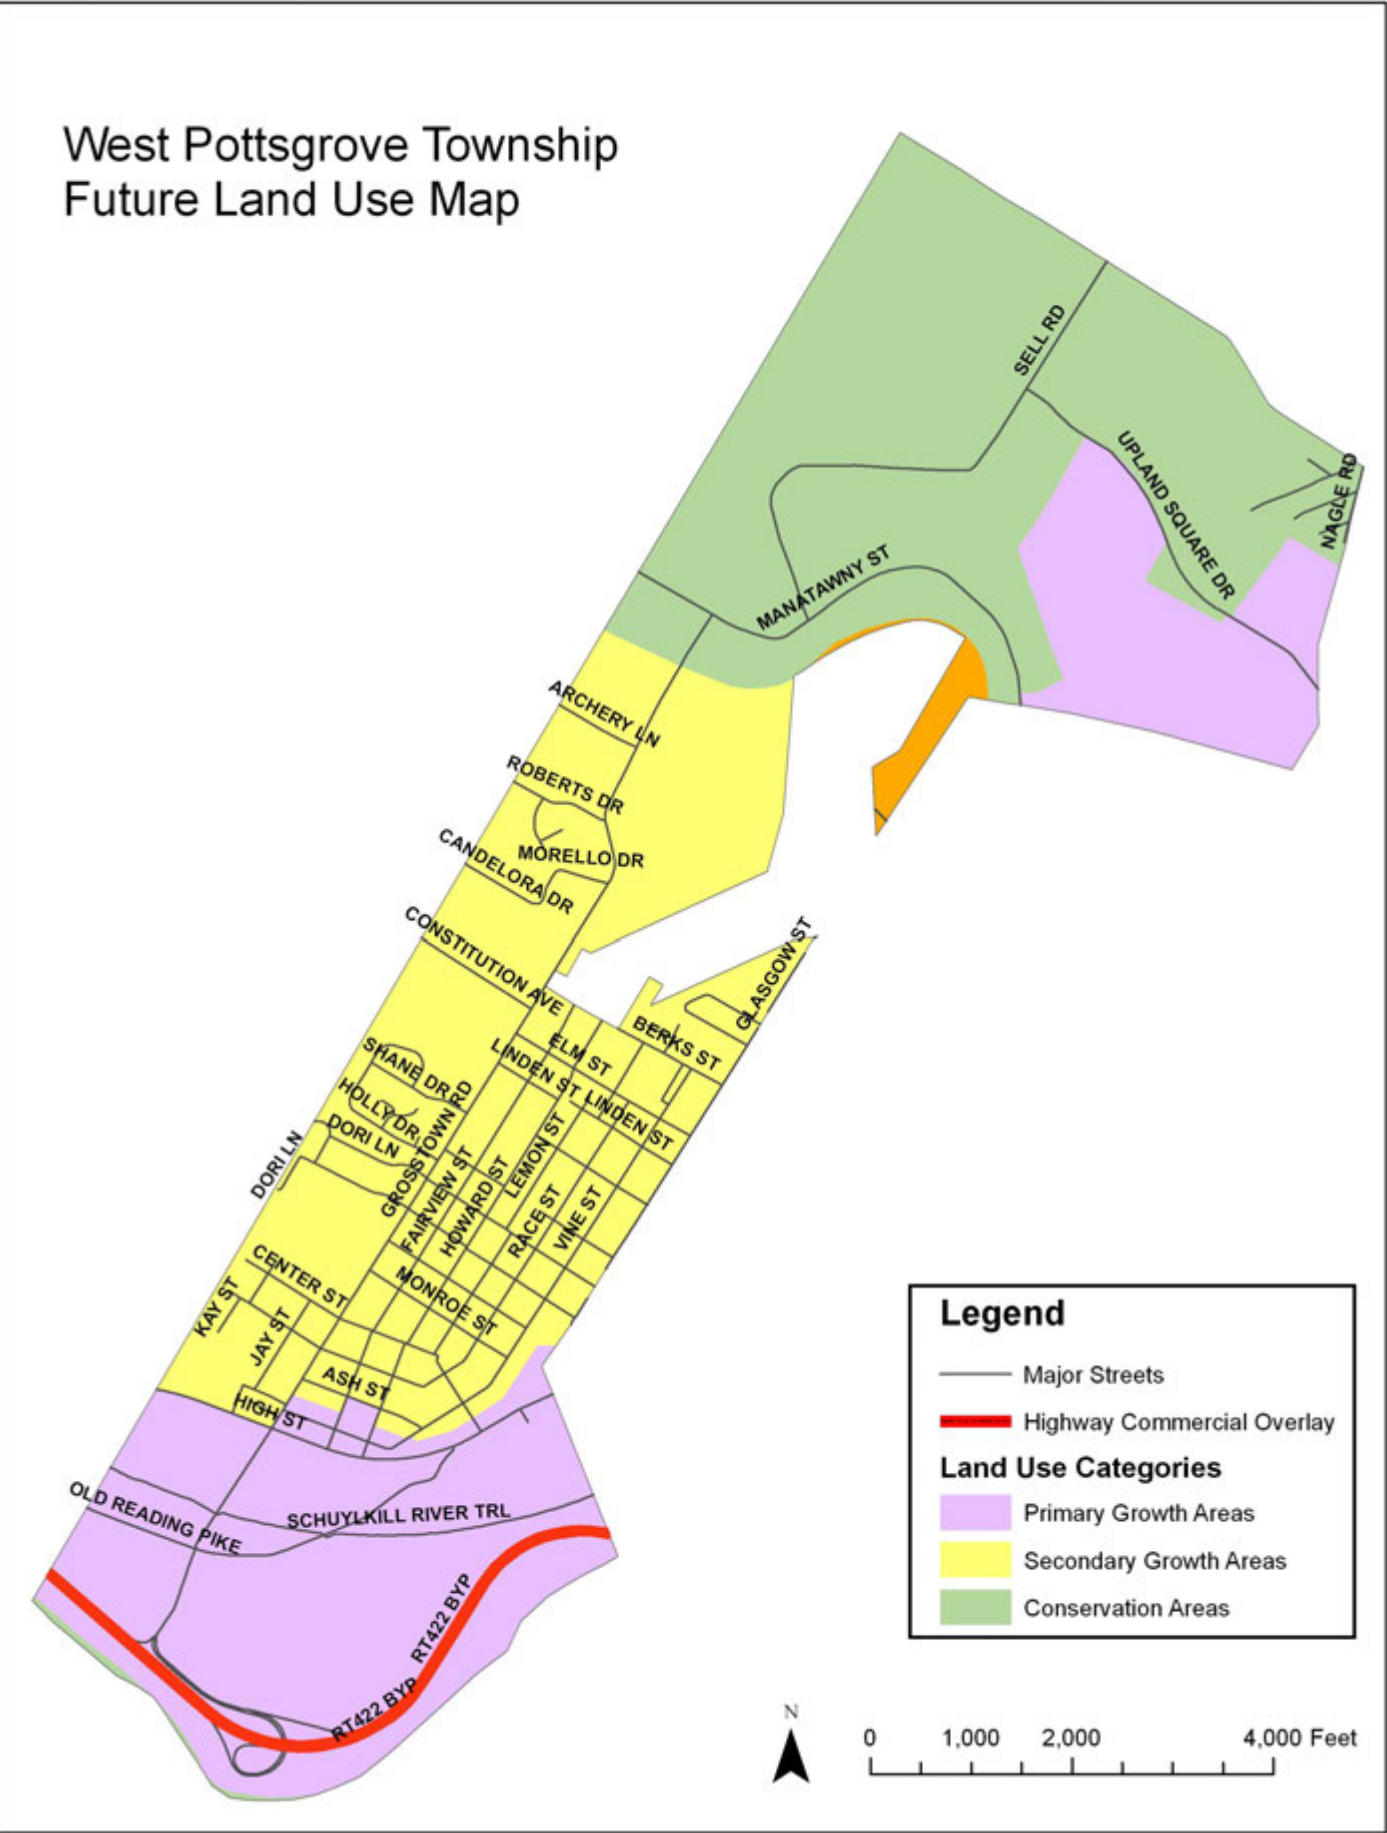 West Pottsgrove Township
Future Land Use Map
SELL RD
UPLAND SQUARE DR
NAGLE RD
MANATAWNY ST
ARCHERY LN
ROBERTS DR
MORELLO DR
CANDELORA DR
CONSTITUTION AVE
GLASGOW ST
BERKS ST
ELM ST
LINDEN ST
LINDEN ST
SHANE DR
HOLLY DR
DORI LN
DORI LN
GROSSTOWN RD
FAIRVIEW ST
HOWARD ST
LEMON ST
RACE ST
VINE ST
CENTER ST
MONROE ST
KAY ST
JAY ST
ASH ST
HIGH ST
OLD READING PIKE
SCHUYLKILL RIVER TRL
RT422 BYP
RT422 BYP
Legend
Major Streets
Highway Commercial Overlay
Land Use Categories
Primary Growth Areas
Secondary Growth Areas
Conservation Areas
N
0 1,000 2,000 4,000 Feet